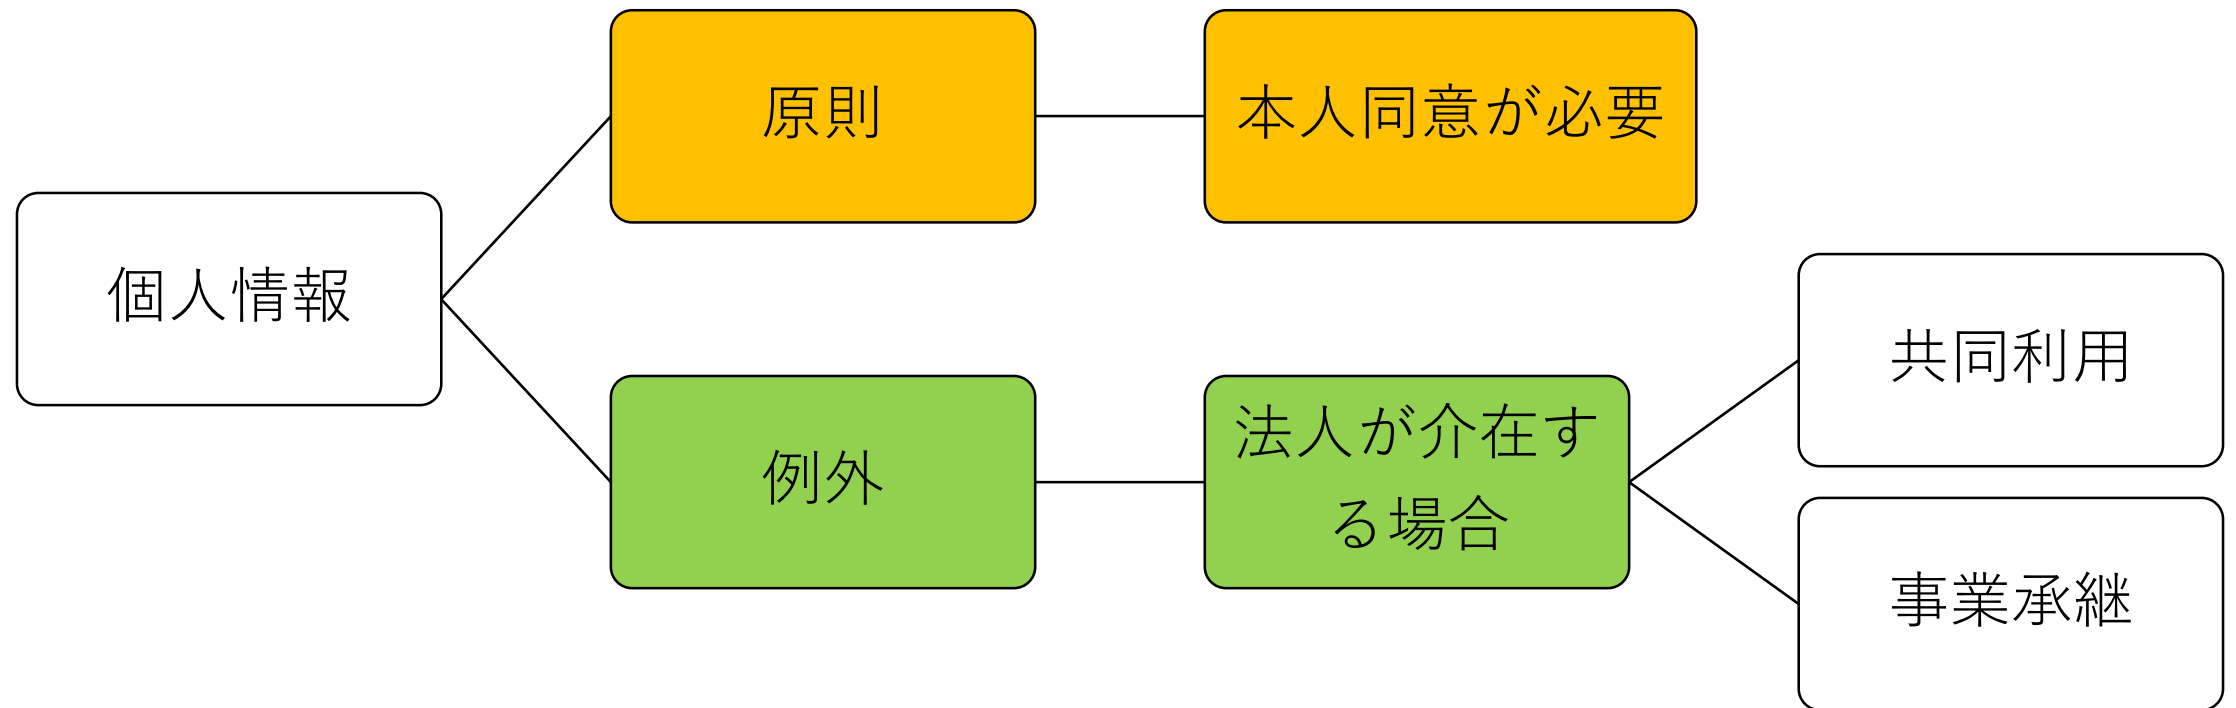 個人情報
原則
本人同意が必要
例外
法人が介在す
る場合
共同利用
事業承継